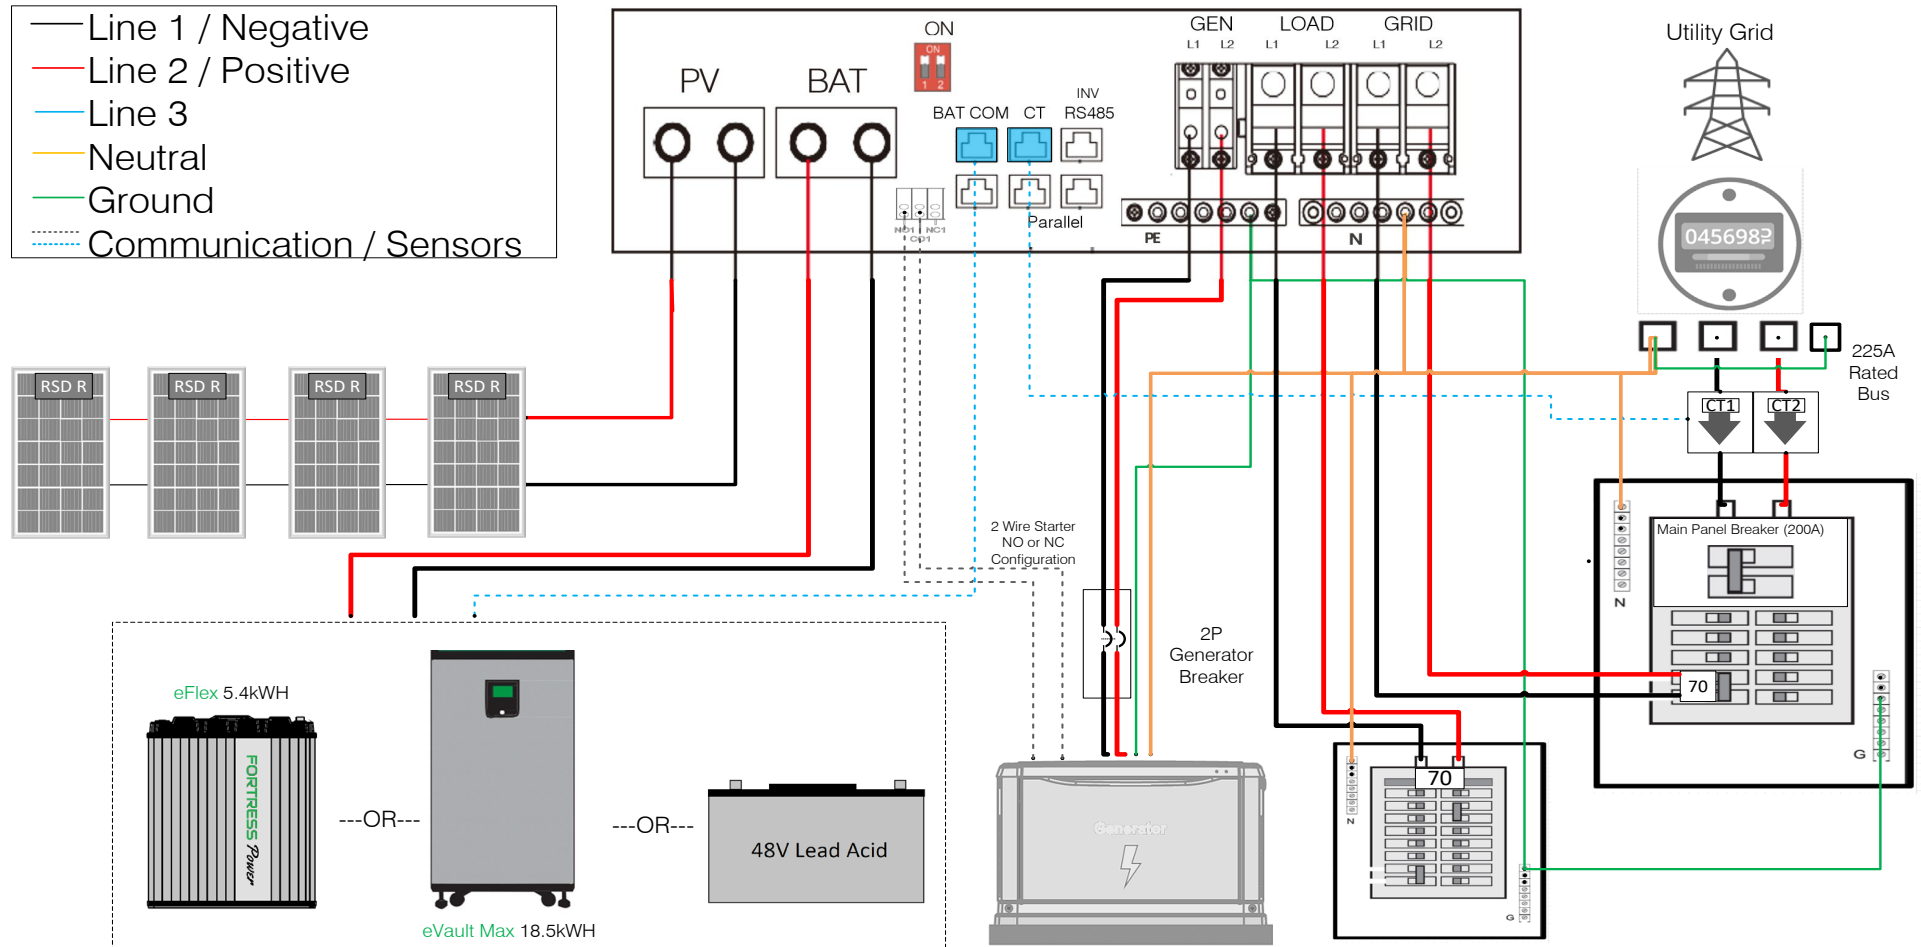 Line 1 / Negative
Line 2 / Positive
Line 3
Neutral
Ground
Communication / Sensors
PV
BAT
ON
ON
1 2
BAT COM
CT
INV
RS485
Parallel
NO1
CO1
NC1
GEN
LOAD
GRID
L1
L2
L1
L2
L1
L2
PE
N
Utility Grid
045698
225A
Rated
Bus
CT1
CT2
RSD R
RSD R
RSD R
RSD R
2 Wire Starter
NO or NC
Configuration
2P
Generator
Breaker
Main Panel Breaker (200A)
N
70
G
70
N
G
eFlex 5.4kWH
FORTRESS Power
---OR---
eVault Max 18.5kWH
---OR---
48V Lead Acid
Generator